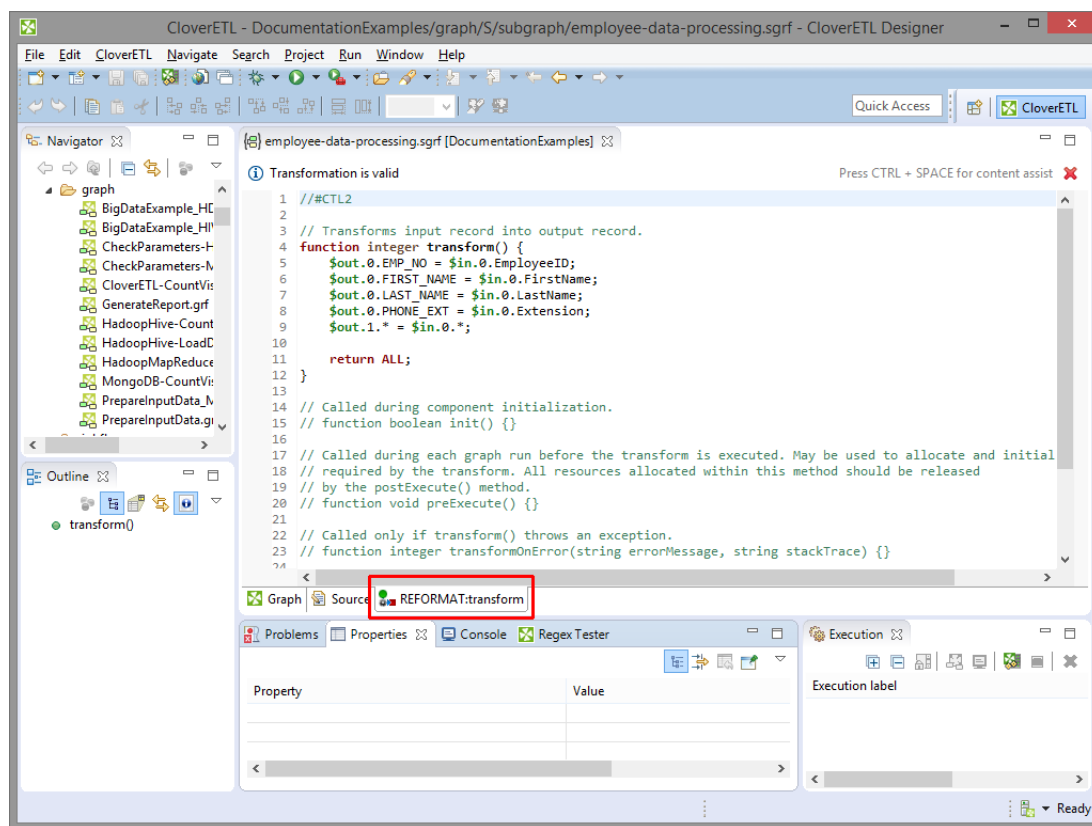 CloverETL - DocumentationExamples/graph/S/subgraph/employee-data-processing.sgrf - CloverETL Designer
File Edit CloverETL Navigate Search Project Run Window Help
Quick Access CloverETL
Navigator
graph
BigDataExample_HD
BigDataExample_HI
CheckParameters-H
CheckParameters-M
CloverETL-CountVis
GenerateReport.grf
HadoopHive-Count
HadoopHive-LoadD
HadoopMapReduce
MongoDB-CountVis
PrepareInputData_M
PrepareInputData.gr
Outline
transform()
employee-data-processing.sgrf [DocumentationExamples]
Transformation is valid Press CTRL + SPACE for content assist
1 //#CTL2
2
3 // Transforms input record into output record.
4 function integer transform() {
5 $out.0.EMP_NO = $in.0.EmployeeID;
6 $out.0.FIRST_NAME = $in.0.FirstName;
7 $out.0.LAST_NAME = $in.0.LastName;
8 $out.0.PHONE_EXT = $in.0.Extension;
9 $out.1.* = $in.0.*;
10
11 return ALL;
12 }
13
14 // Called during component initialization.
15 // function boolean init() {}
16
17 // Called during each graph run before the transform is executed. May be used to allocate and initial
18 // required by the transform. All resources allocated within this method should be released
19 // by the postExecute() method.
20 // function void preExecute() {}
21
22 // Called only if transform() throws an exception.
23 // function integer transformOnError(string errorMessage, string stackTrace) {}
24
Graph Source REFORMAT:transform
Problems Properties Console Regex Tester
Property Value
Execution
Execution label
Ready